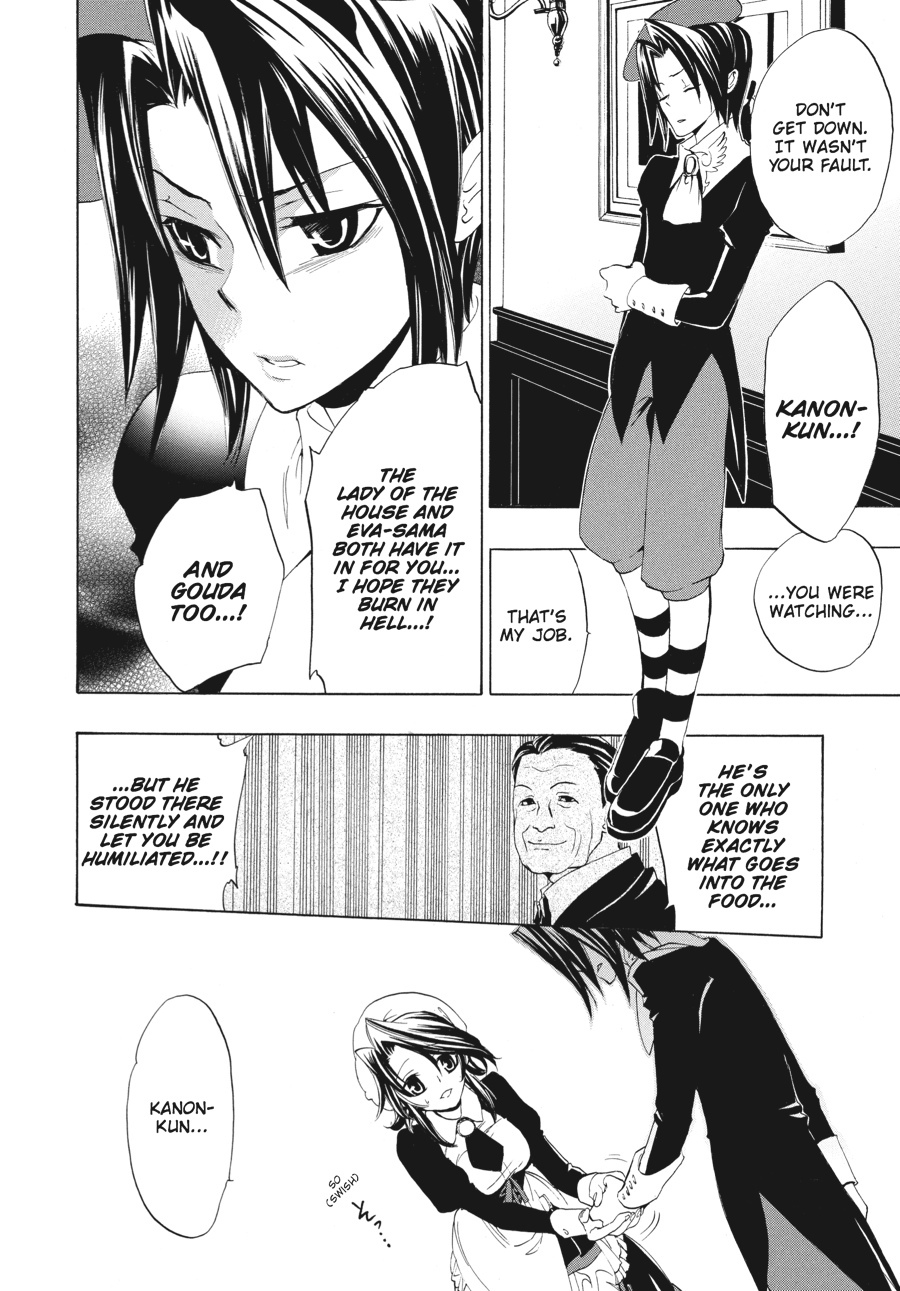 DON'T
GET DOWN.
IT WASN'T
YOUR FAULT.
KANON-
KUN...!
...YOU WERE
WATCHING...
THAT'S
MY JOB.
THE
LADY OF THE
HOUSE AND
EVA-SAMA
BOTH HAVE IT
IN FOR YOU...
I HOPE THEY
BURN IN
HELL...!
AND
GOUDA
TOO...!
HE'S
THE ONLY
ONE WHO
KNOWS
EXACTLY
WHAT GOES
INTO THE
FOOD...
...BUT HE
STOOD THERE
SILENTLY AND
LET YOU BE
HUMILIATED...!!
SO
(SWISH)
KANON-
KUN...